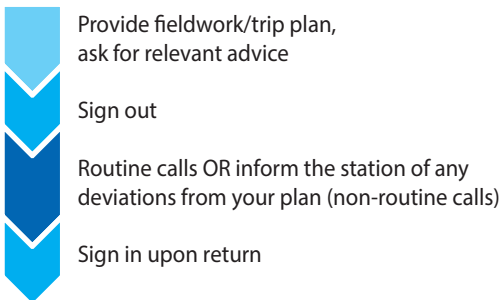 Provide fieldwork/trip plan,
ask for relevant advice
Sign out
Routine calls OR inform the station of any
deviations from your plan (non-routine calls)
Sign in upon return